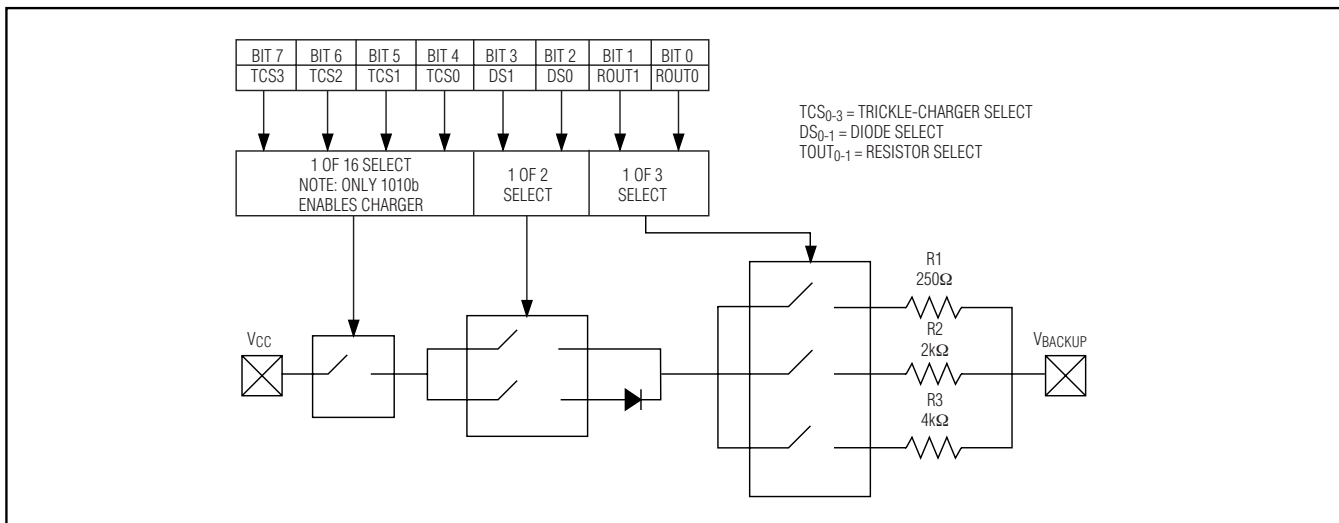 BIT 7 BIT 6 BIT 5 BIT 4 BIT 3 BIT 2 BIT 1 BIT 0
TCS3 TCS2 TCS1 TCS0 DS1 DS0 ROUT1 ROUT0
TCS0-3 = TRICKLE-CHARGER SELECT
DS0-1 = DIODE SELECT
TOUT0-1 = RESISTOR SELECT
1 OF 16 SELECT
NOTE: ONLY 1010b
ENABLES CHARGER
1 OF 2
SELECT
1 OF 3
SELECT
VCC
R1
250Ω
R2
2kΩ
R3
4kΩ
VBACKUP